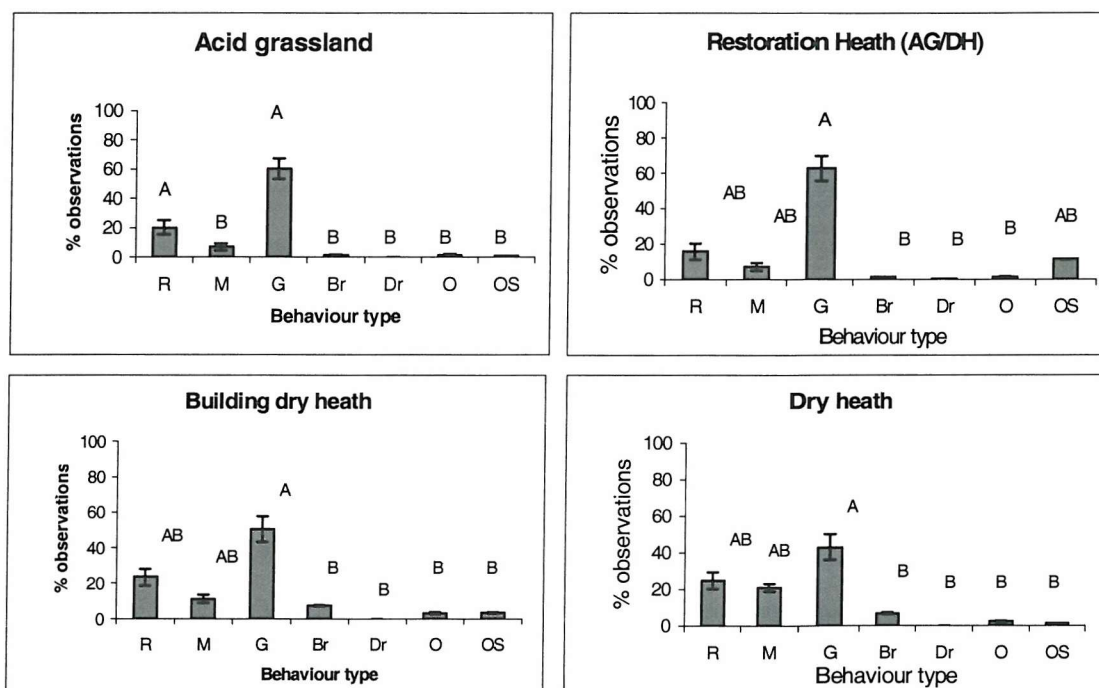 Acid grassland
% observations
100
80
60
40
20
0
A
A
B
B
B
B
B
R M G Br Dr O OS
Behaviour type
Restoration Heath (AG/DH)
% observations
100
80
60
40
20
0
AB
AB
A
B
B
B
AB
R M G Br Dr O OS
Behaviour type
Building dry heath
% observations
100
80
60
40
20
0
AB
AB
A
B
B
B
B
R M G Br Dr O OS
Behaviour type
Dry heath
% observations
100
80
60
40
20
0
AB
AB
A
B
B
B
B
R M G Br Dr O OS
Behaviour type